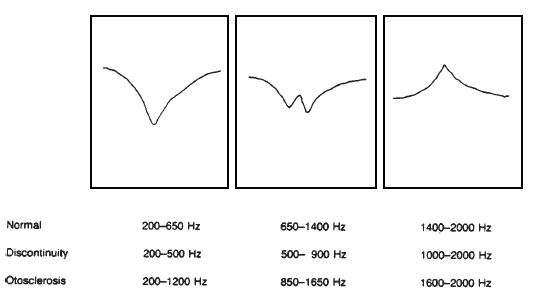 Normal 200–650 Hz 650–1400 Hz 1400–2000 Hz
Discontinuity 200–500 Hz 500– 900 Hz 1000–2000 Hz
Otosclerosis 200–1200 Hz 850–1650 Hz 1600–2000 Hz